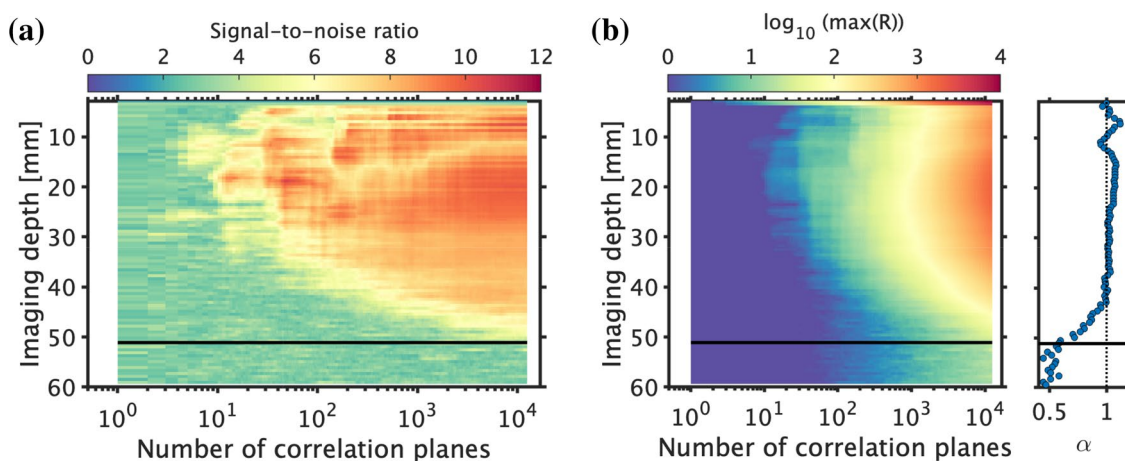 (a)
Signal-to-noise ratio
0 2 4 6 8 10 12
Imaging depth [mm]
10
20
30
40
50
60
10^0 10^1 10^2 10^3 10^4
Number of correlation planes
(b)
log_10 (max(R))
0 1 2 3 4
Imaging depth [mm]
10
20
30
40
50
60
10^0 10^1 10^2 10^3 10^4
Number of correlation planes
0.5 1
α